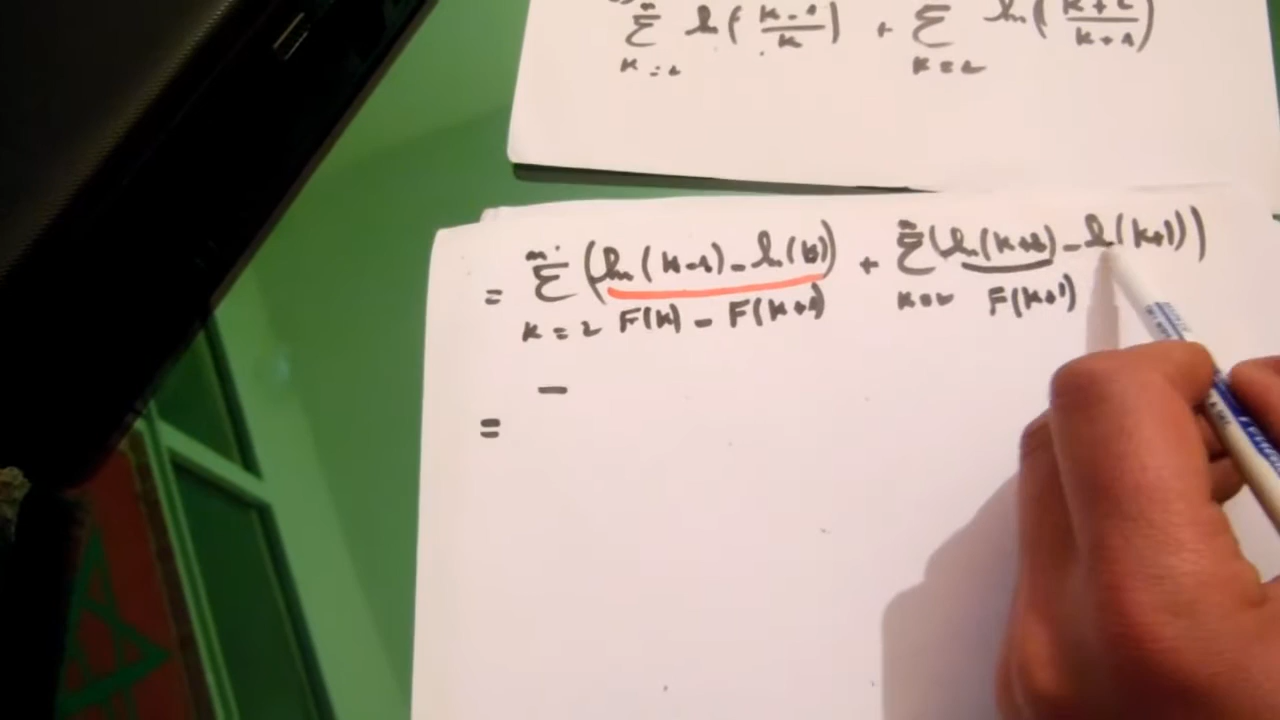 n n
∑ ln( (k-1)/k ) + ∑ ln( (k+2)/(k+1) )
k=2 k=2
n n
= ∑ (ln(k-1) - ln(k)) + ∑ (ln(k+2) - ln(k+1))
k=2 F(k) - F(k+1) k=2 F(k+1)
-
=